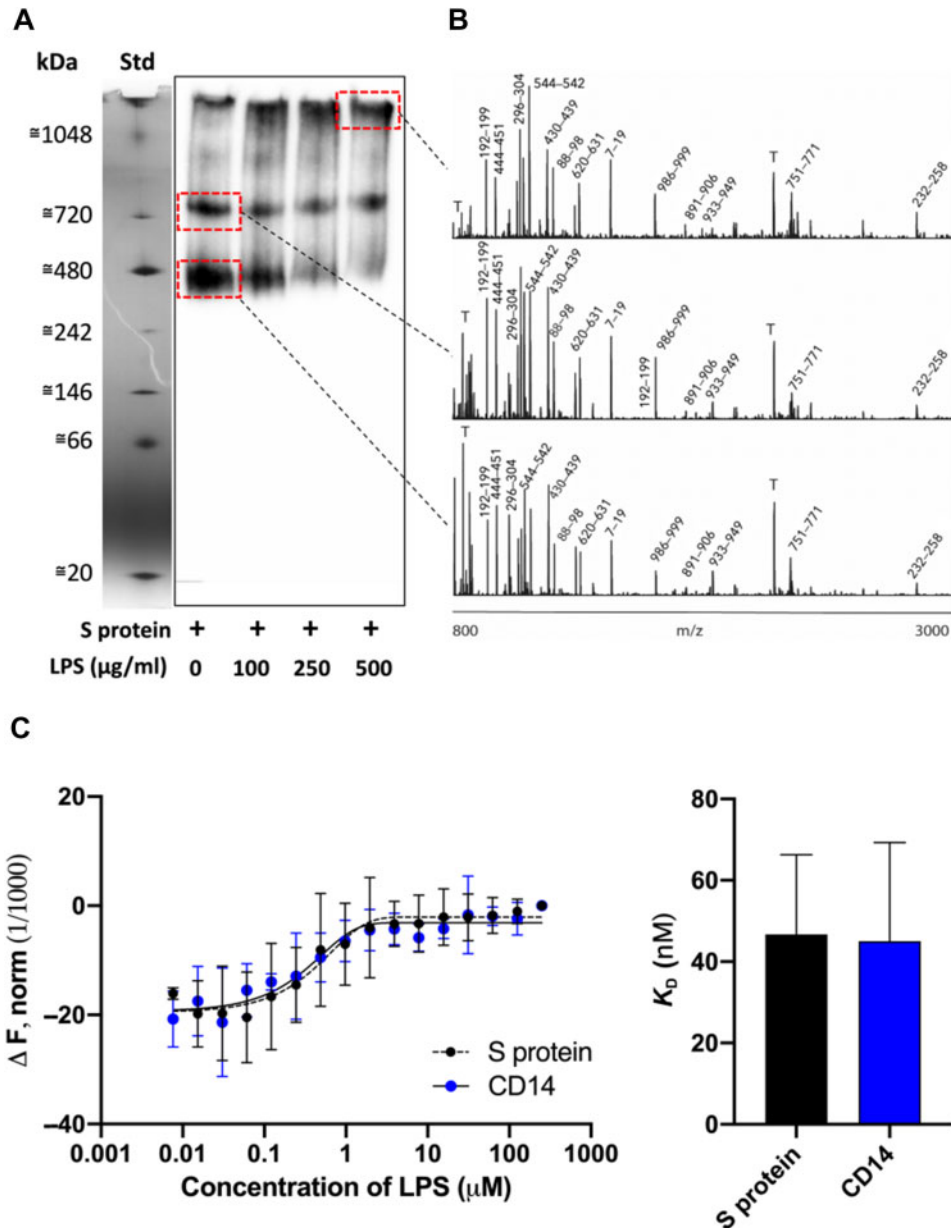 A
kDa Std
≅1048
≅720
≅480
≅242
≅146
≅66
≅20
S protein + + + +
LPS (µg/ml) 0 100 250 500
B
192–199
444–451
296–304
544–542
430–439
88–98
620–631
7–19
986–999
891–906
933–949
T
T
751–771
232–258
192–199
444–451
296–304
544–542
430–439
88–98
620–631
7–19
192–199
986–999
891–906
933–949
T
T
751–771
232–258
192–199
444–451
296–304
544–542
430–439
88–98
620–631
7–19
986–999
891–906
933–949
T
T
751–771
232–258
800 m/z 3000
C
20
0
−20
−40
Δ F, norm (1/1000)
S protein
CD14
0.001 0.01 0.1 1 10 100 1000
Concentration of LPS (µM)
80
60
40
20
0
KD (nM)
S protein
CD14